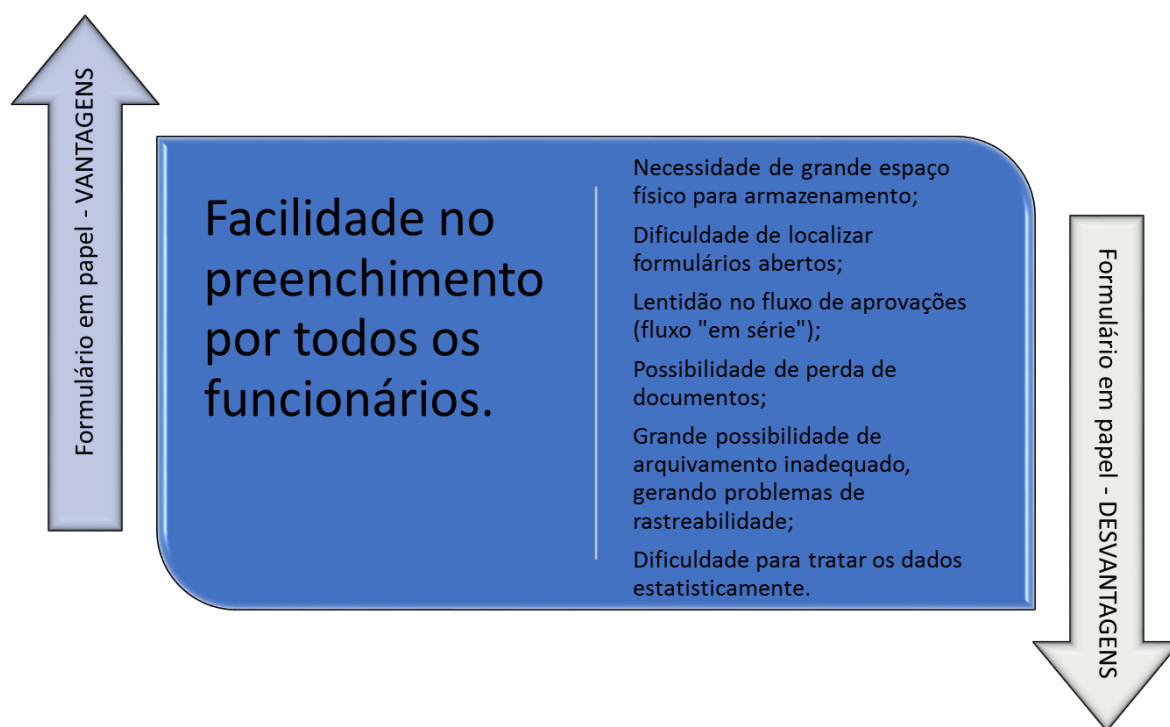 Formulário em papel - VANTAGENS
Facilidade no
preenchimento
por todos os
funcionários.
Necessidade de grande espaço
físico para armazenamento;
Dificuldade de localizar
formulários abertos;
Lentidão no fluxo de aprovações
(fluxo "em série");
Possibilidade de perda de
documentos;
Grande possibilidade de
arquivamento inadequado,
gerando problemas de
rastreabilidade;
Dificuldade para tratar os dados
estatisticamente.
Formulário em papel - DESVANTAGENS